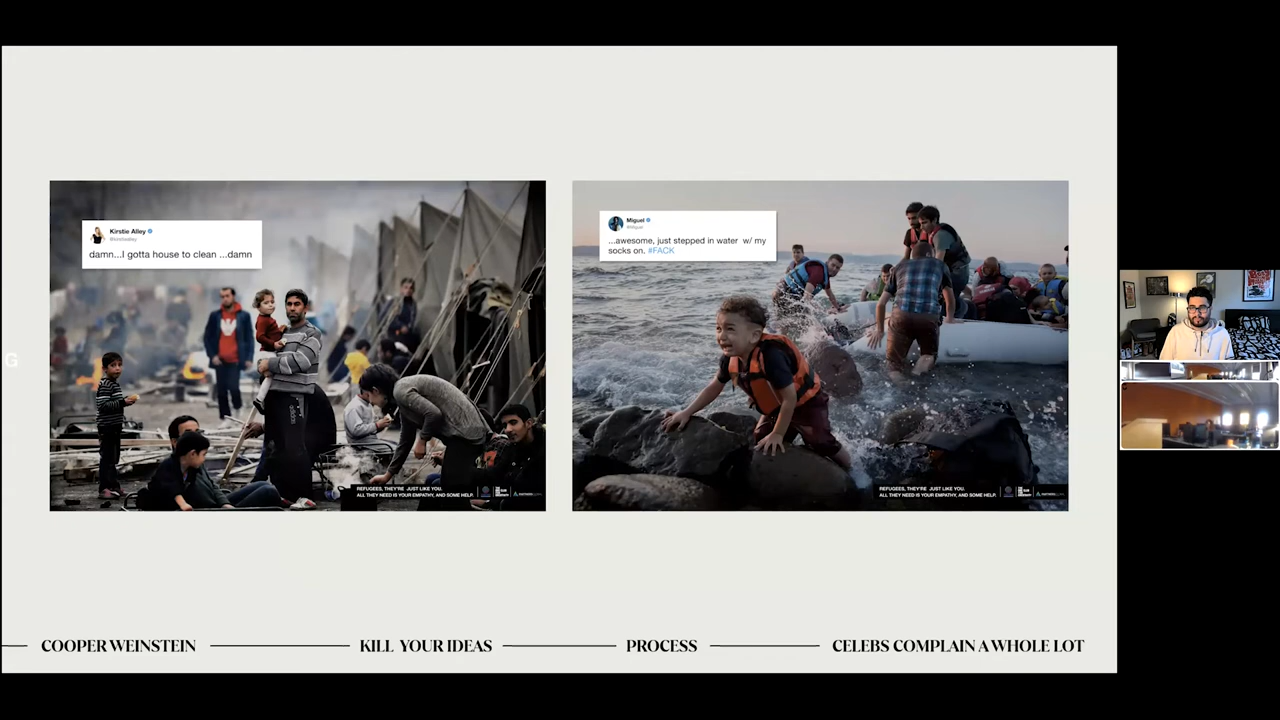 Kirstie Alley
@kirstiealley
damn...I gotta house to clean ...damn
Miguel
@Miguel
...awesome, just stepped in water w/ my
socks on. #FACK
G
REFUGEES, THEY'RE JUST LIKE YOU.
ALL THEY NEED IS YOUR EMPATHY, AND SOME HELP.
REFUGEES, THEY'RE JUST LIKE YOU.
ALL THEY NEED IS YOUR EMPATHY, AND SOME HELP.
COOPER WEINSTEIN
KILL YOUR IDEAS
PROCESS
CELEBS COMPLAIN A WHOLE LOT